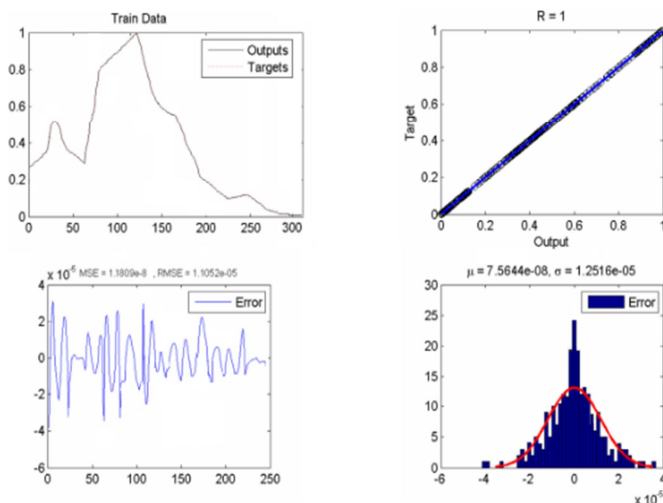 Train Data
1
0.8
0.6
0.4
0.2
0
0 50 100 150 200 250 300
Outputs
Targets
R = 1
Target
1
0.8
0.6
0.4
0.2
0
0 0.2 0.4 0.6 0.8 1
Output
x 10^-5 MSE = 1.1809e-8 , RMSE = 1.1052e-05
4
2
0
-2
-4
-6
0 50 100 150 200 250
Error
μ = 7.5644e-08, σ = 1.2516e-05
30
25
20
15
10
5
0
-6 -4 -2 0 2 4
x 10^-5
Error